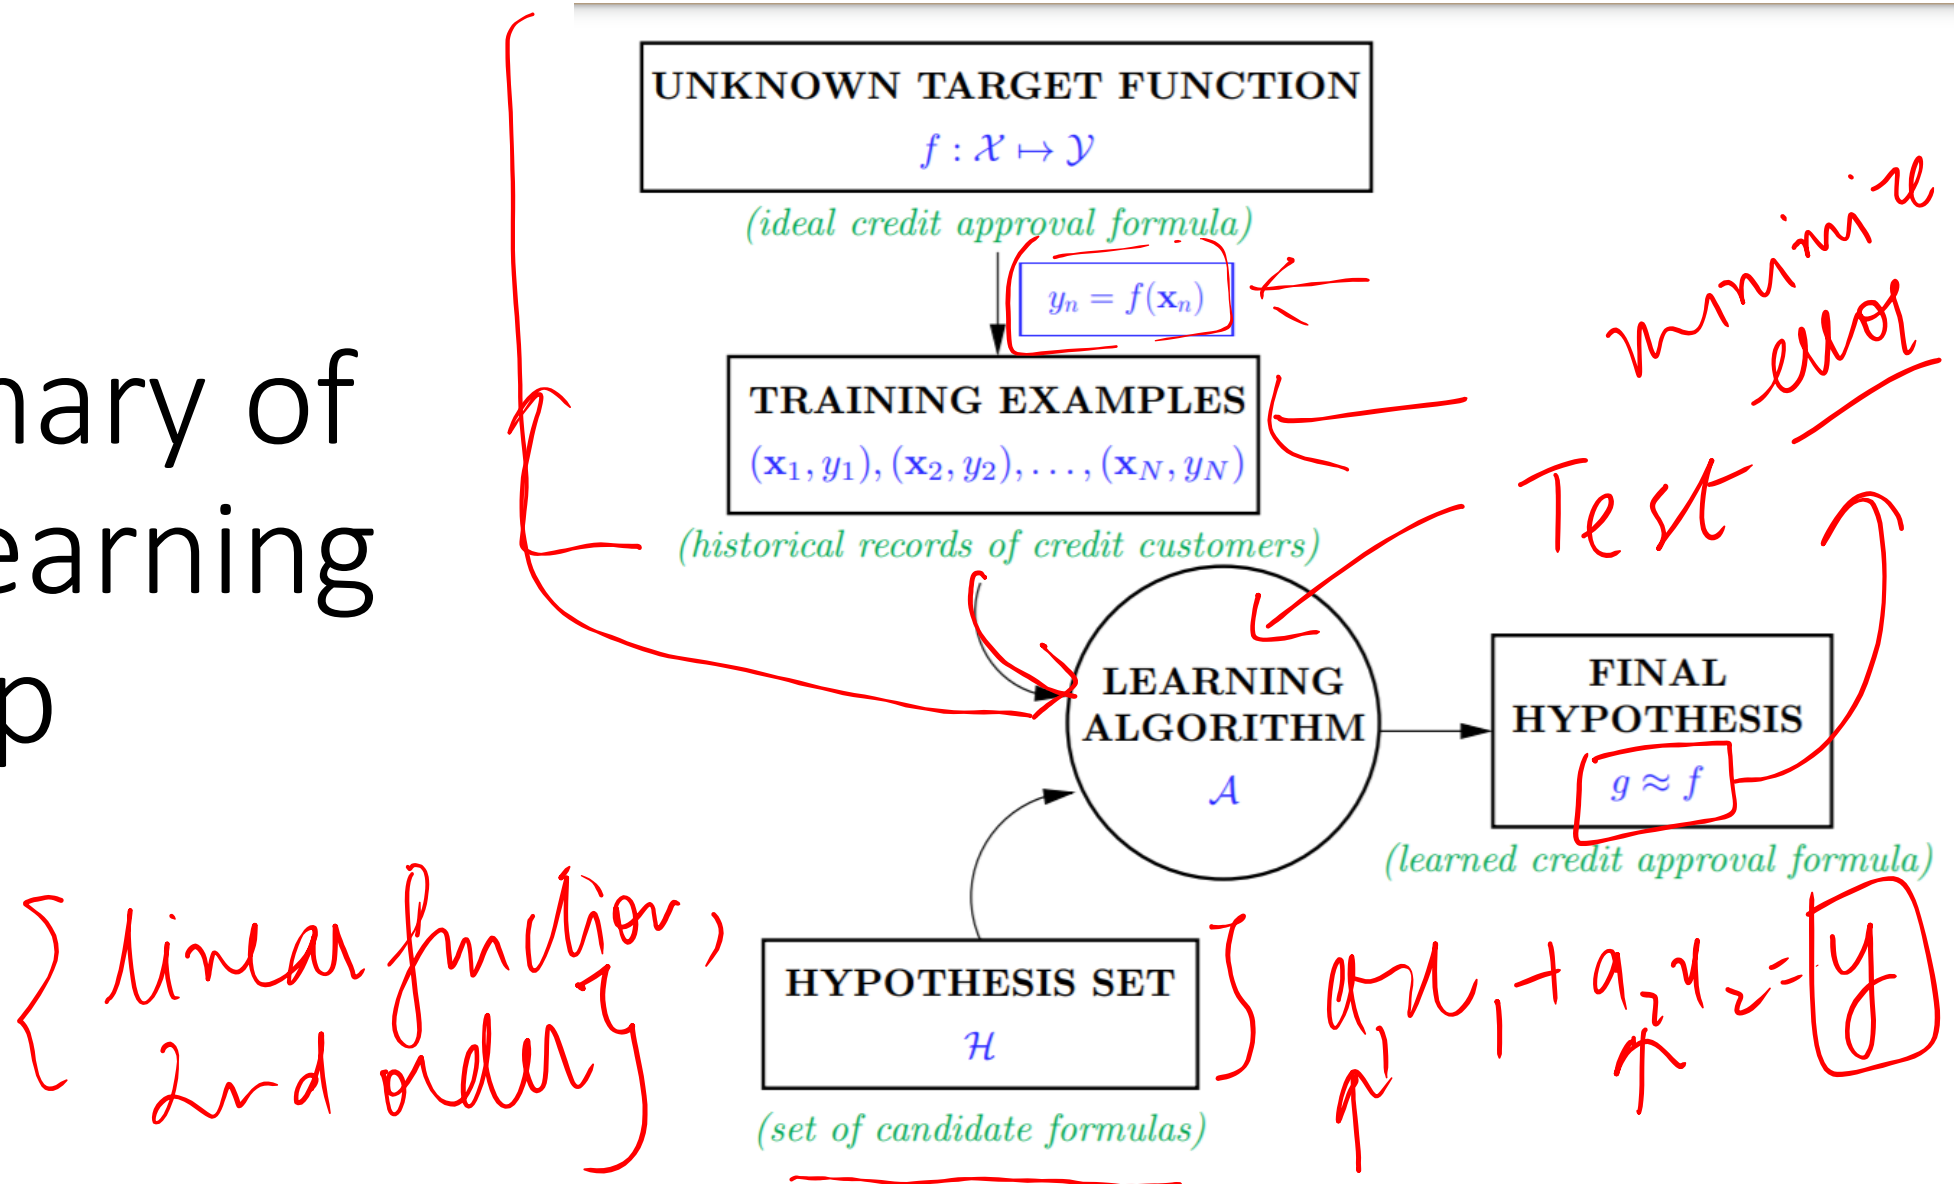 UNKNOWN TARGET FUNCTION
f : 𝒳 ↦ 𝒴
(ideal credit approval formula)
yₙ = f(𝐱ₙ)
minimize
error
nary of
earning
p
TRAINING EXAMPLES
(𝐱₁, y₁), (𝐱₂, y₂), . . . , (𝐱_N, y_N)
(historical records of credit customers)
Test
LEARNING
ALGORITHM
𝒜
FINAL
HYPOTHESIS
g ≈ f
(learned credit approval formula)
{ linear function,
2nd order }
HYPOTHESIS SET
ℋ
(set of candidate formulas)
}
a₁x₁ + a₂x₂ = y